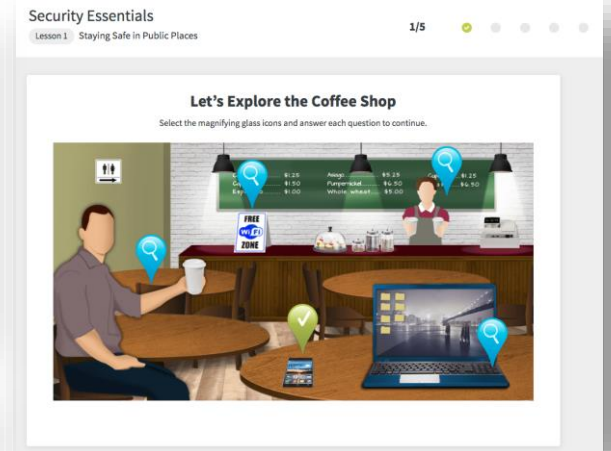 Security Essentials
Lesson 1 Staying Safe in Public Places
1/5
Let's Explore the Coffee Shop
Select the magnifying glass icons and answer each question to continue.
$1.25 $5.25 $1.25
$1.50 Pumpernickel $6.50 $6.50
$1.00 Whole wheat $5.00
FREE
WiFi
ZONE